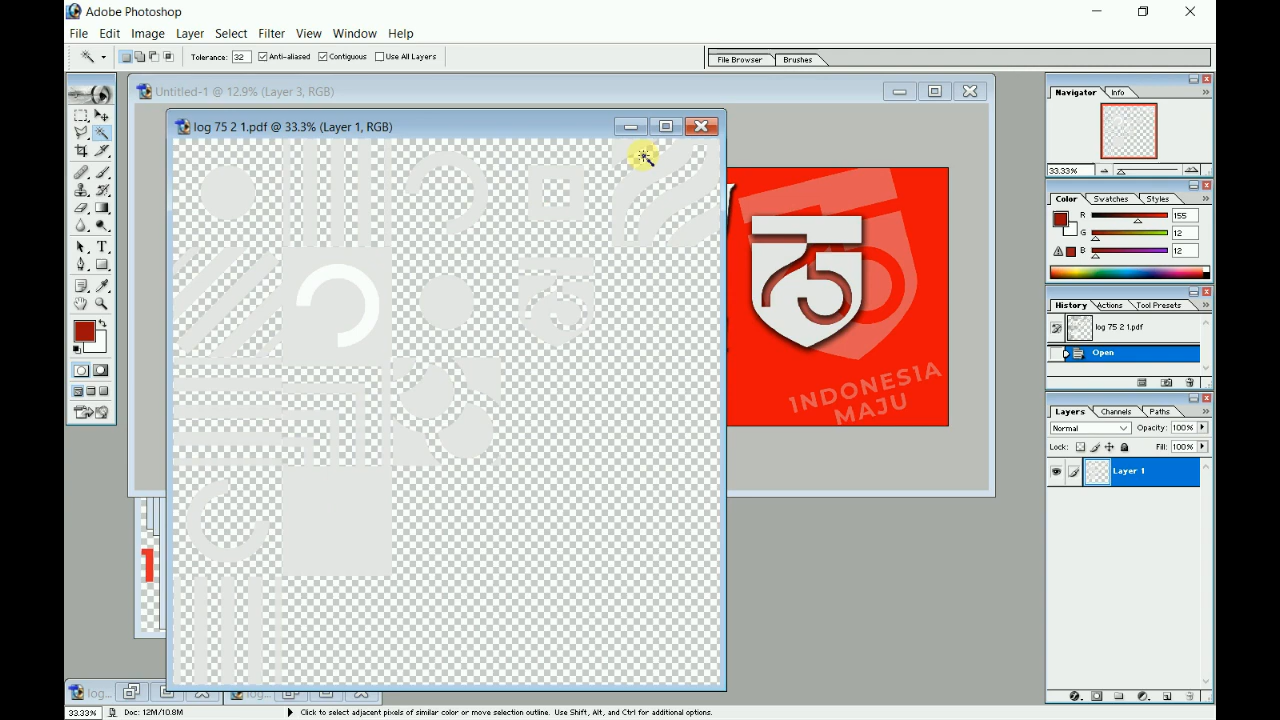 Adobe Photoshop
File Edit Image Layer Select Filter View Window Help
Tolerance: 32 Anti-aliased Contiguous Use All Layers
File Browser Brushes
Untitled-1 @ 12.9% (Layer 3, RGB)
log 75 2 1.pdf @ 33.3% (Layer 1, RGB)
75
75
INDONESIA
MAJU
1
Navigator Info
33.33%
Color Swatches Styles
R 155
G 12
B 12
History Actions Tool Presets
log 75 2 1.pdf
Open
Layers Channels Paths
Normal Opacity: 100%
Lock: Fill: 100%
Layer 1
log... log...
33.33% Doc: 12M/10.8M Click to select adjacent pixels of similar color or move selection outline. Use Shift, Alt, and Ctrl for additional options.